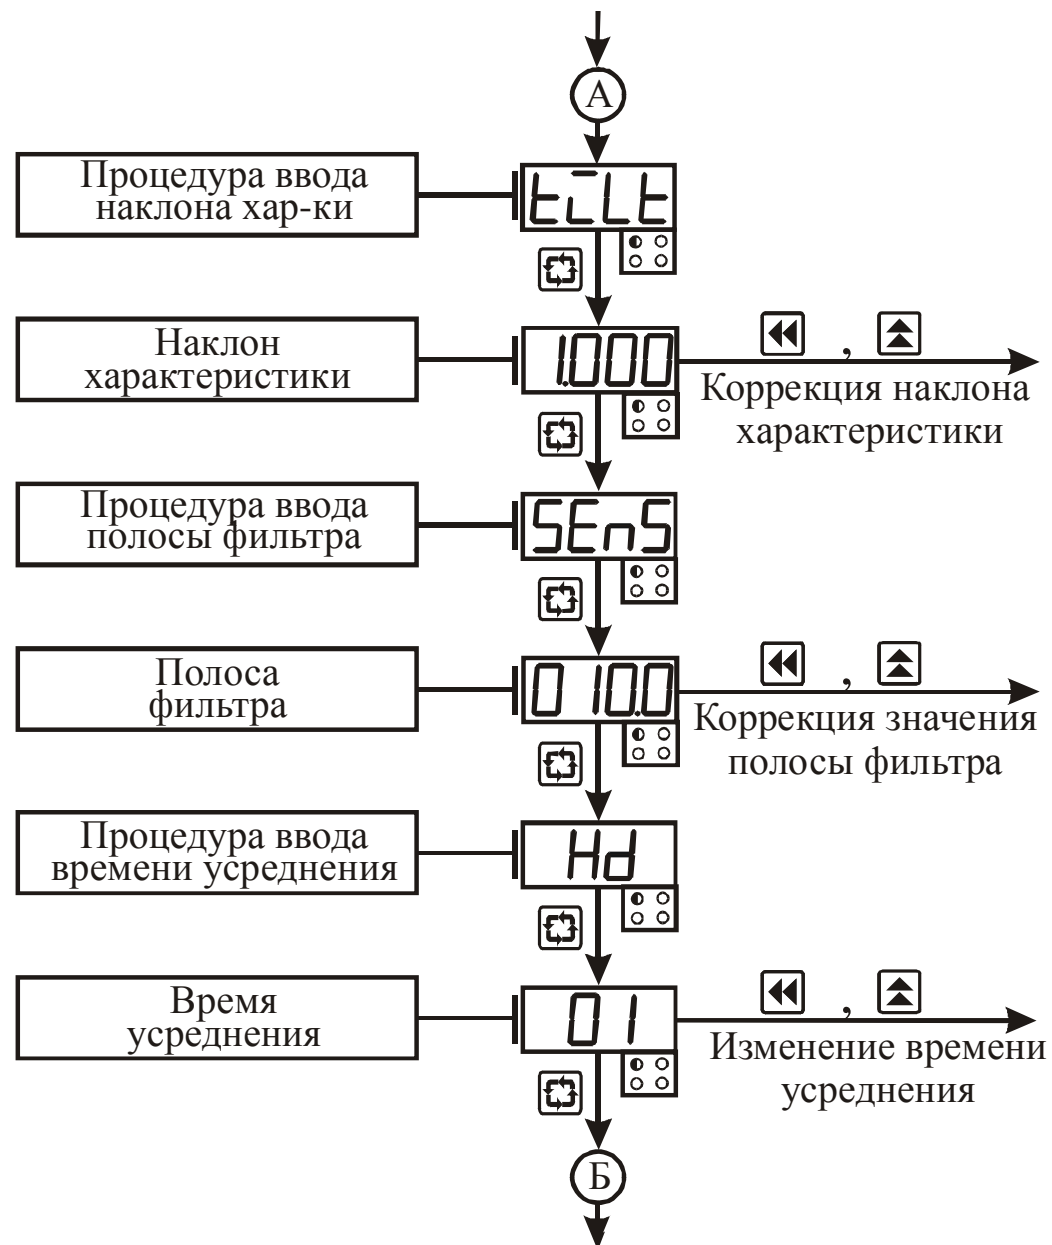 А
Процедура ввода
наклона хар-ки
tiLt
Наклон
характеристики
1.000
,
Коррекция наклона
характеристики
Процедура ввода
полосы фильтра
SEnS
Полоса
фильтра
010.0
,
Коррекция значения
полосы фильтра
Процедура ввода
времени усреднения
Hd
Время
усреднения
01
,
Изменение времени
усреднения
Б